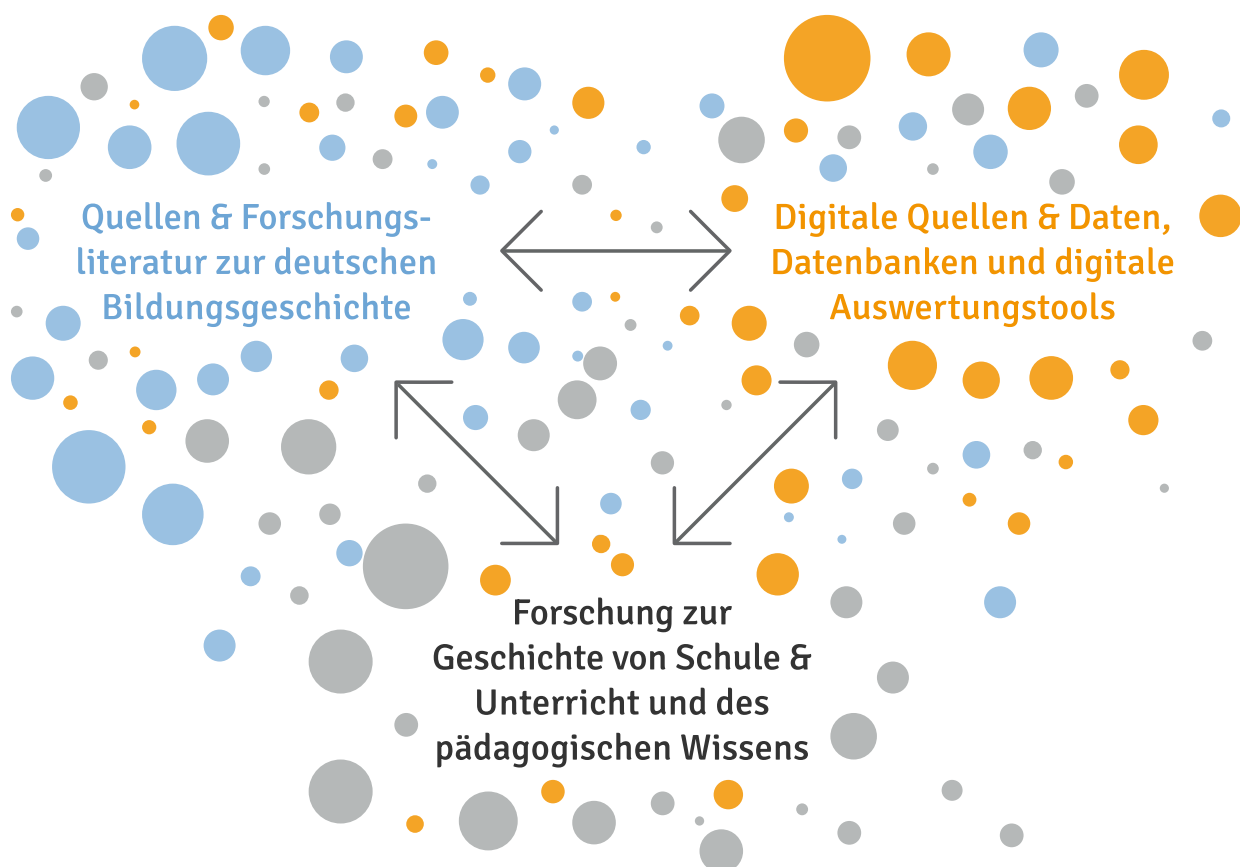 Quellen & Forschungs-
literatur zur deutschen
Bildungsgeschichte
Digitale Quellen & Daten,
Datenbanken und digitale
Auswertungstools
Forschung zur
Geschichte von Schule &
Unterricht und des
pädagogischen Wissens